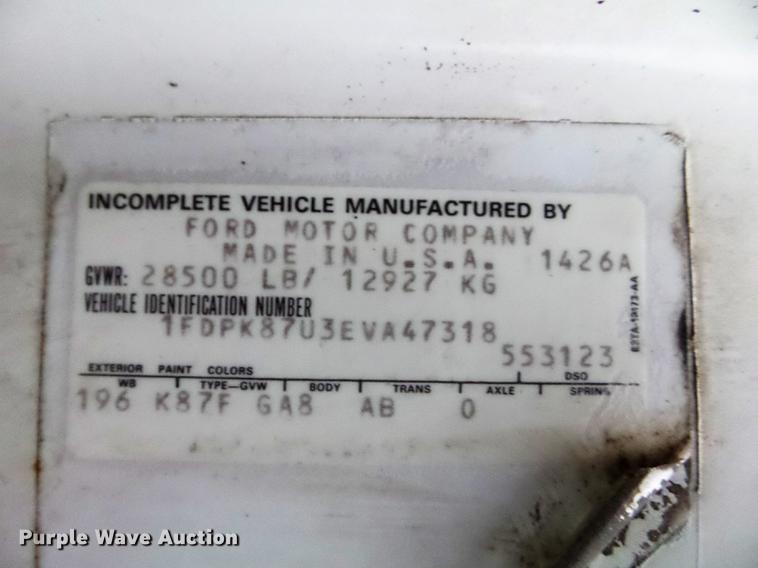 INCOMPLETE VEHICLE MANUFACTURED BY
FORD MOTOR COMPANY
MADE IN U.S.A. 1426A
GVWR: 28500 LB/ 12927 KG
VEHICLE IDENTIFICATION NUMBER
1FDPK87U3EVA47318
553123
EXTERIOR PAINT COLORS DSO
WB TYPE-GVW BODY TRANS AXLE SPRING
196 K87F GA8 AB 0
Purple Wave Auction